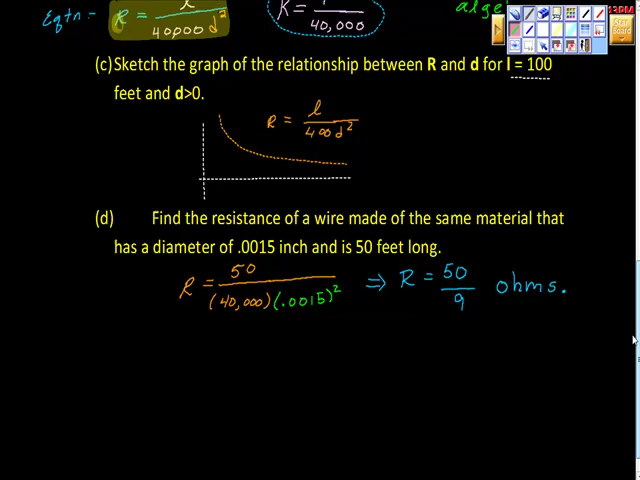 Eqtn:- R = l / 40000 d² K = 1 / 40,000 alge
(c) Sketch the graph of the relationship between R and d for l = 100
feet and d>0.
R = l / 400d²
(d) Find the resistance of a wire made of the same material that
has a diameter of .0015 inch and is 50 feet long.
R = 50 / (40,000)(.0015)² ⇒ R = 50 / 9 ohms.